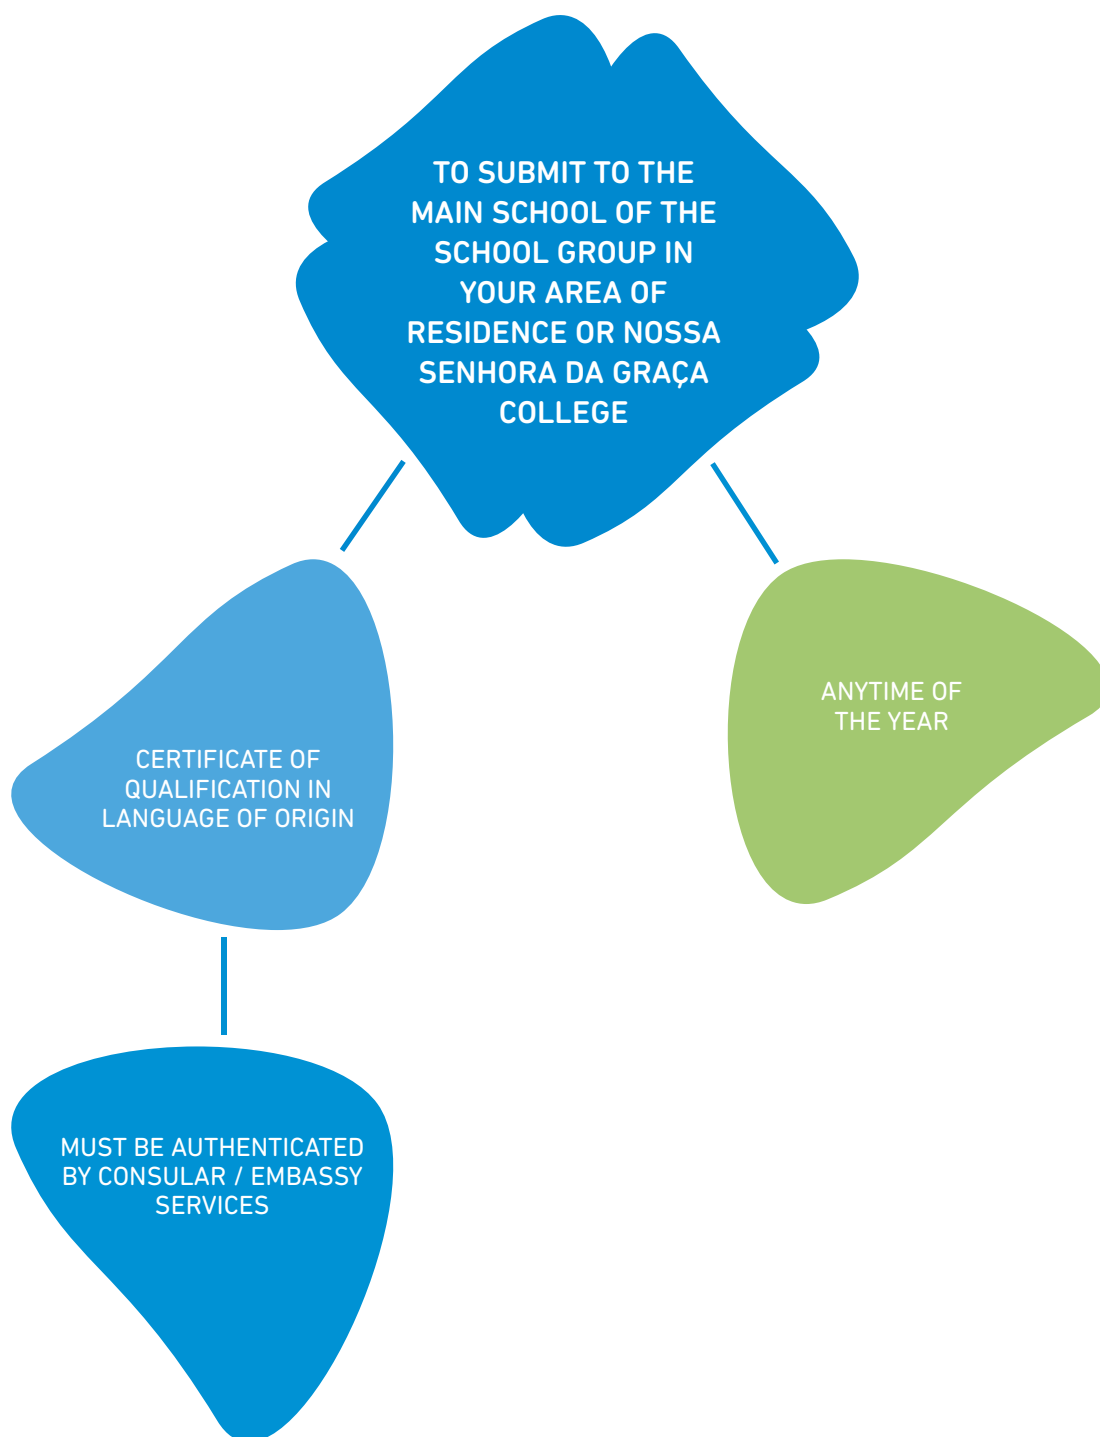 TO SUBMIT TO THE
MAIN SCHOOL OF THE
SCHOOL GROUP IN
YOUR AREA OF
RESIDENCE OR NOSSA
SENHORA DA GRAÇA
COLLEGE
CERTIFICATE OF
QUALIFICATION IN
LANGUAGE OF ORIGIN
ANYTIME OF
THE YEAR
MUST BE AUTHENTICATED
BY CONSULAR / EMBASSY
SERVICES